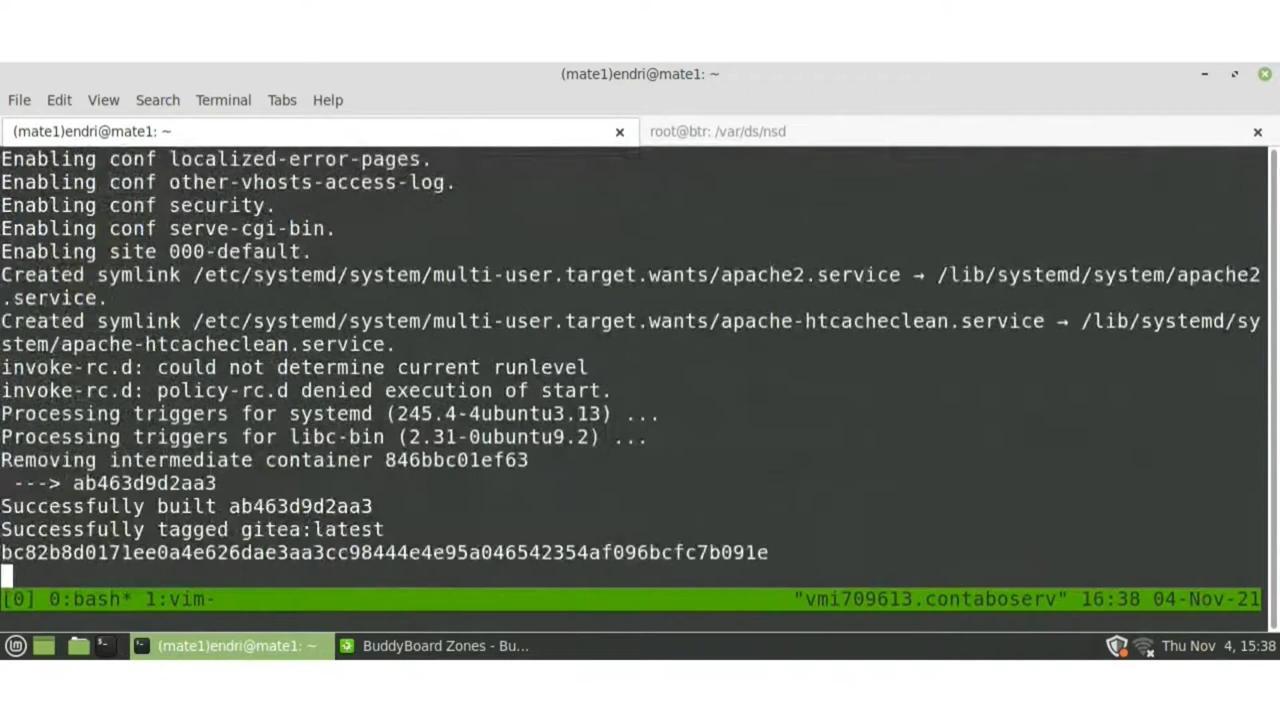 (mate1)endri@mate1: ~
File Edit View Search Terminal Tabs Help
(mate1)endri@mate1: ~ × root@btr: /var/ds/nsd ×
Enabling conf localized-error-pages.
Enabling conf other-vhosts-access-log.
Enabling conf security.
Enabling conf serve-cgi-bin.
Enabling site 000-default.
Created symlink /etc/systemd/system/multi-user.target.wants/apache2.service → /lib/systemd/system/apache2
.service.
Created symlink /etc/systemd/system/multi-user.target.wants/apache-htcacheclean.service → /lib/systemd/sy
stem/apache-htcacheclean.service.
invoke-rc.d: could not determine current runlevel
invoke-rc.d: policy-rc.d denied execution of start.
Processing triggers for systemd (245.4-4ubuntu3.13) ...
Processing triggers for libc-bin (2.31-0ubuntu9.2) ...
Removing intermediate container 846bbc01ef63
---> ab463d9d2aa3
Successfully built ab463d9d2aa3
Successfully tagged gitea:latest
bc82b8d0171ee0a4e626dae3aa3cc98444e4e95a046542354af096bcfc7b091e
[0] 0:bash* 1:vim- "vmi709613.contaboserv" 16:38 04-Nov-21
(mate1)endri@mate1: ~ BuddyBoard Zones - Bu... Thu Nov 4, 15:38